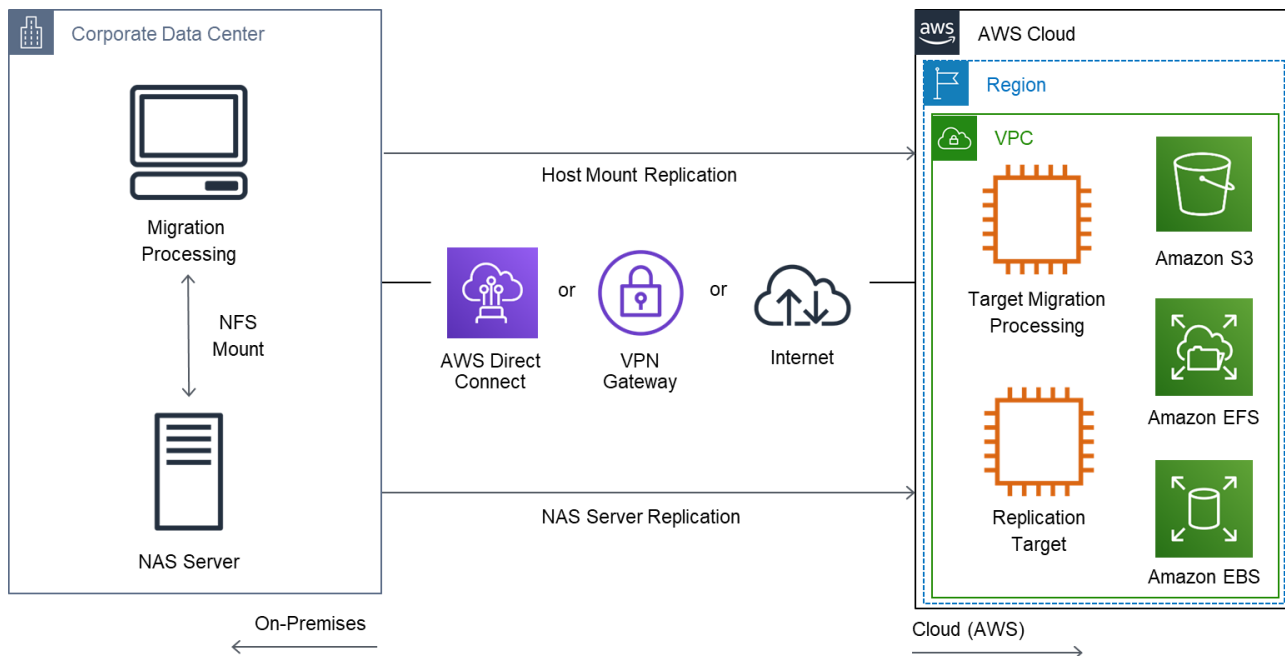 Corporate Data Center
Migration
Processing
NFS
Mount
NAS Server
Host Mount Replication
AWS Direct
Connect
or
VPN
Gateway
or
Internet
NAS Server Replication
aws
AWS Cloud
Region
VPC
Target Migration
Processing
Replication
Target
Amazon S3
Amazon EFS
Amazon EBS
On-Premises
Cloud (AWS)